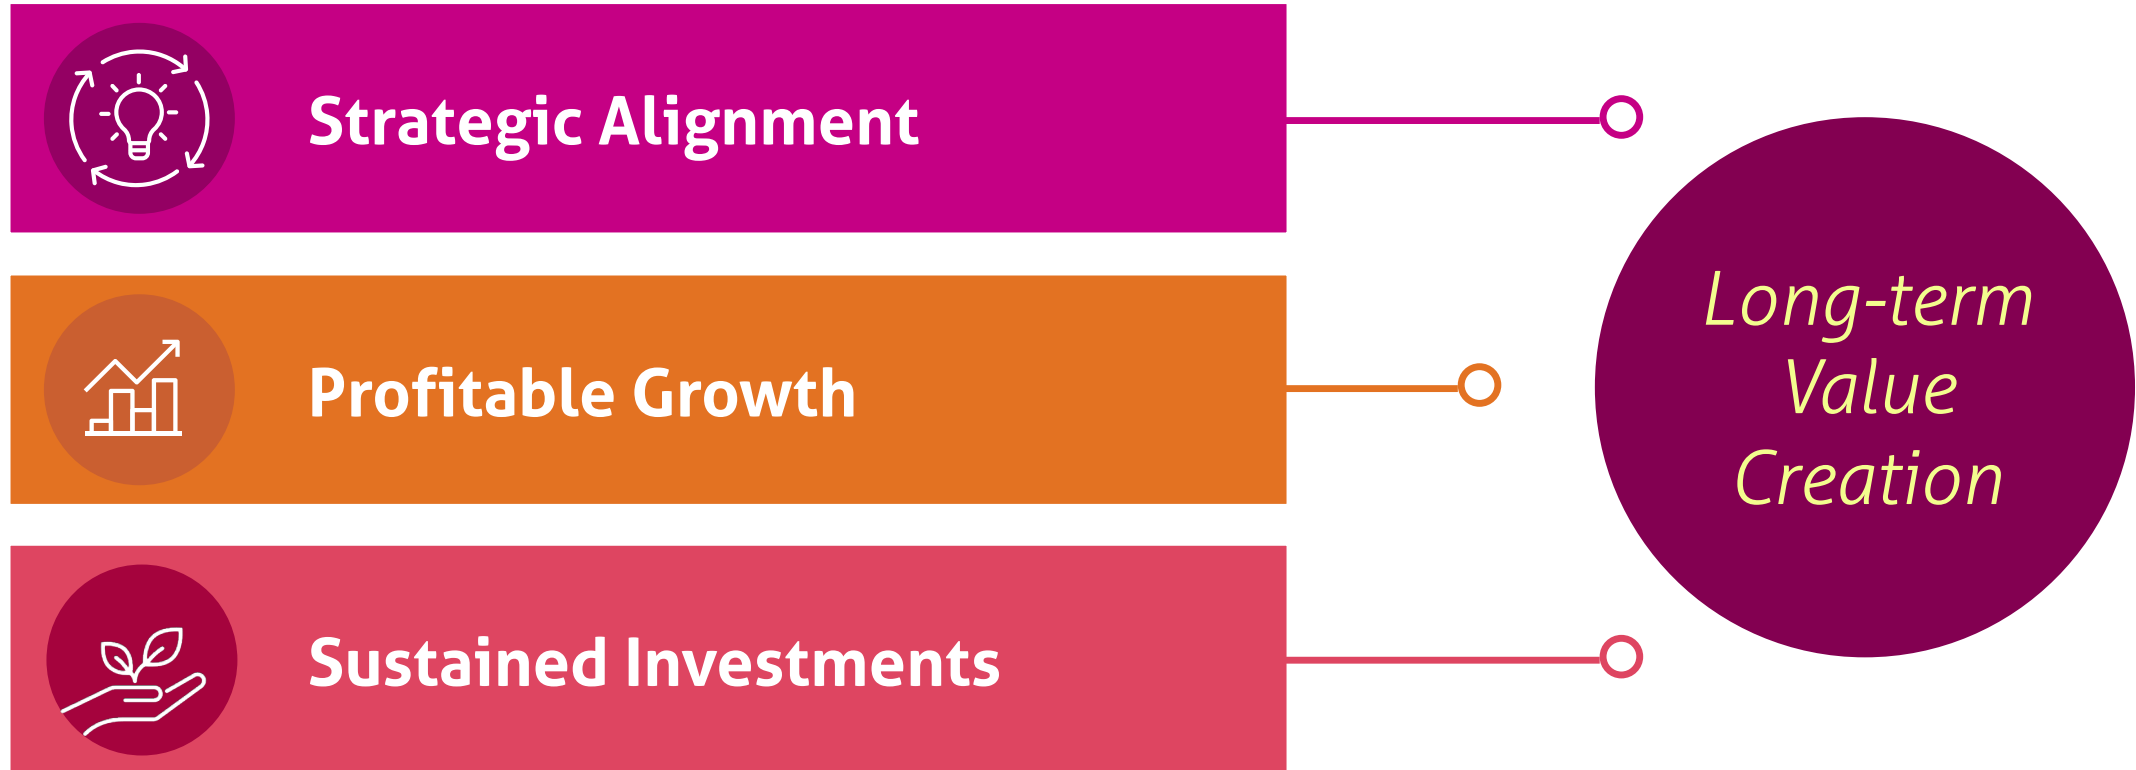 Strategic Alignment
Profitable Growth
Sustained Investments
Long-term
Value
Creation